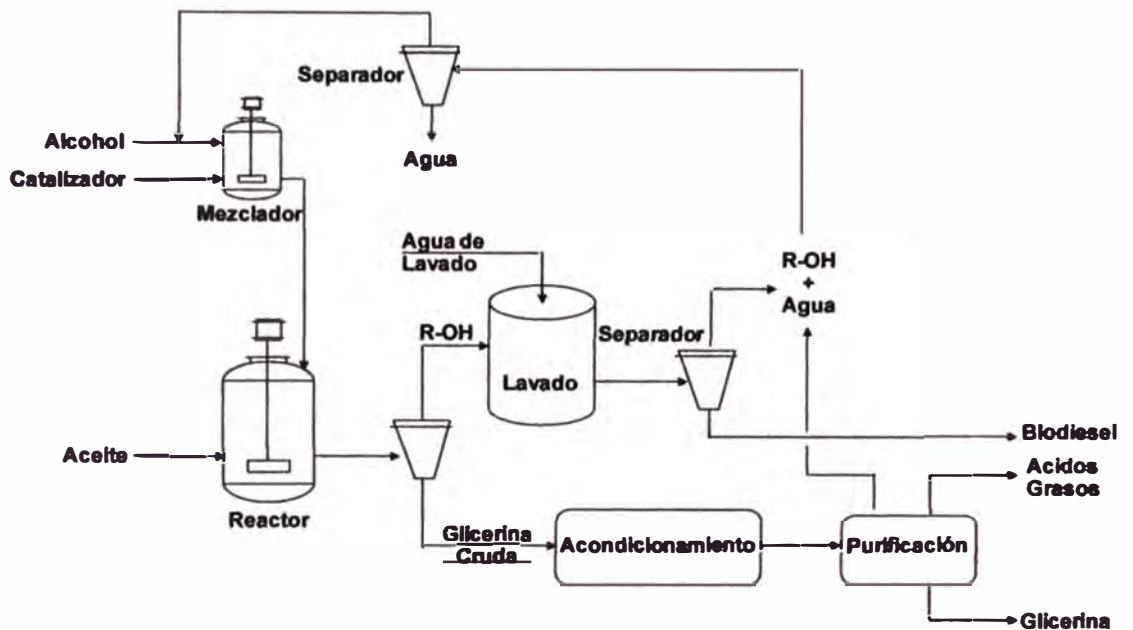 Separador
Alcohol
Agua
Catalizador
Mezclador
Agua de
Lavado
R-OH
+
Agua
R-OH
Separador
Lavado
Biodiesel
Aceite
Acidos
Grasos
Reactor
Glicerina
Cruda
Acondicionamiento
Purificación
Glicerina